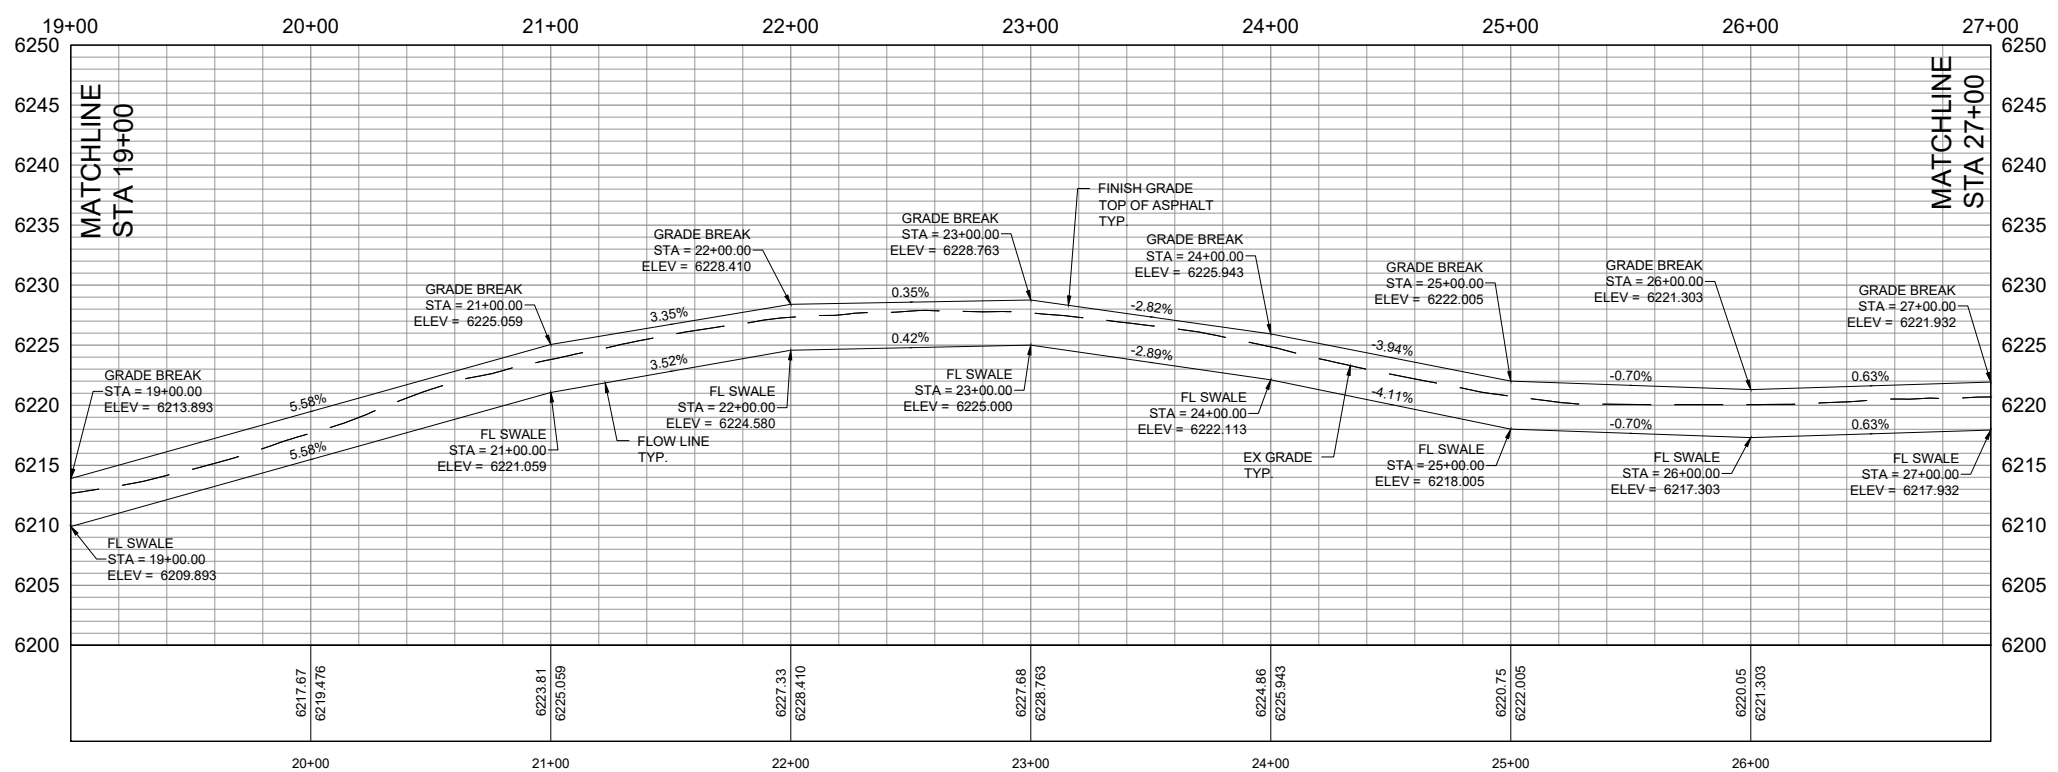 19+00 20+00 21+00 22+00 23+00 24+00 25+00 26+00 27+00
6250 6250
6245 6245
6240 6240
6235 6235
6230 6230
6225 6225
6220 6220
6215 6215
6210 6210
6205 6205
6200 6200
MATCHLINE
STA 19+00
MATCHLINE
STA 27+00
GRADE BREAK
STA = 19+00.00
ELEV = 6213.893
GRADE BREAK
STA = 21+00.00
ELEV = 6225.059
GRADE BREAK
STA = 22+00.00
ELEV = 6228.410
GRADE BREAK
STA = 23+00.00
ELEV = 6228.763
FINISH GRADE
TOP OF ASPHALT
TYP.
GRADE BREAK
STA = 24+00.00
ELEV = 6225.943
GRADE BREAK
STA = 25+00.00
ELEV = 6222.005
GRADE BREAK
STA = 26+00.00
ELEV = 6221.303
GRADE BREAK
STA = 27+00.00
ELEV = 6221.932
5.58%
3.35%
0.35%
-2.82%
-3.94%
-0.70%
0.63%
5.58%
3.52%
0.42%
-2.89%
-4.11%
-0.70%
0.63%
FL SWALE
STA = 19+00.00
ELEV = 6209.893
FL SWALE
STA = 21+00.00
ELEV = 6221.059
FLOW LINE
TYP.
FL SWALE
STA = 22+00.00
ELEV = 6224.580
FL SWALE
STA = 23+00.00
ELEV = 6225.000
FL SWALE
STA = 24+00.00
ELEV = 6222.113
EX GRADE
TYP.
FL SWALE
STA = 25+00.00
ELEV = 6218.005
FL SWALE
STA = 26+00.00
ELEV = 6217.303
FL SWALE
STA = 27+00.00
ELEV = 6217.932
6217.67
6219.476
6223.81
6225.059
6227.33
6228.410
6227.68
6228.763
6224.86
6225.943
6220.75
6222.005
6220.05
6221.303
20+00 21+00 22+00 23+00 24+00 25+00 26+00